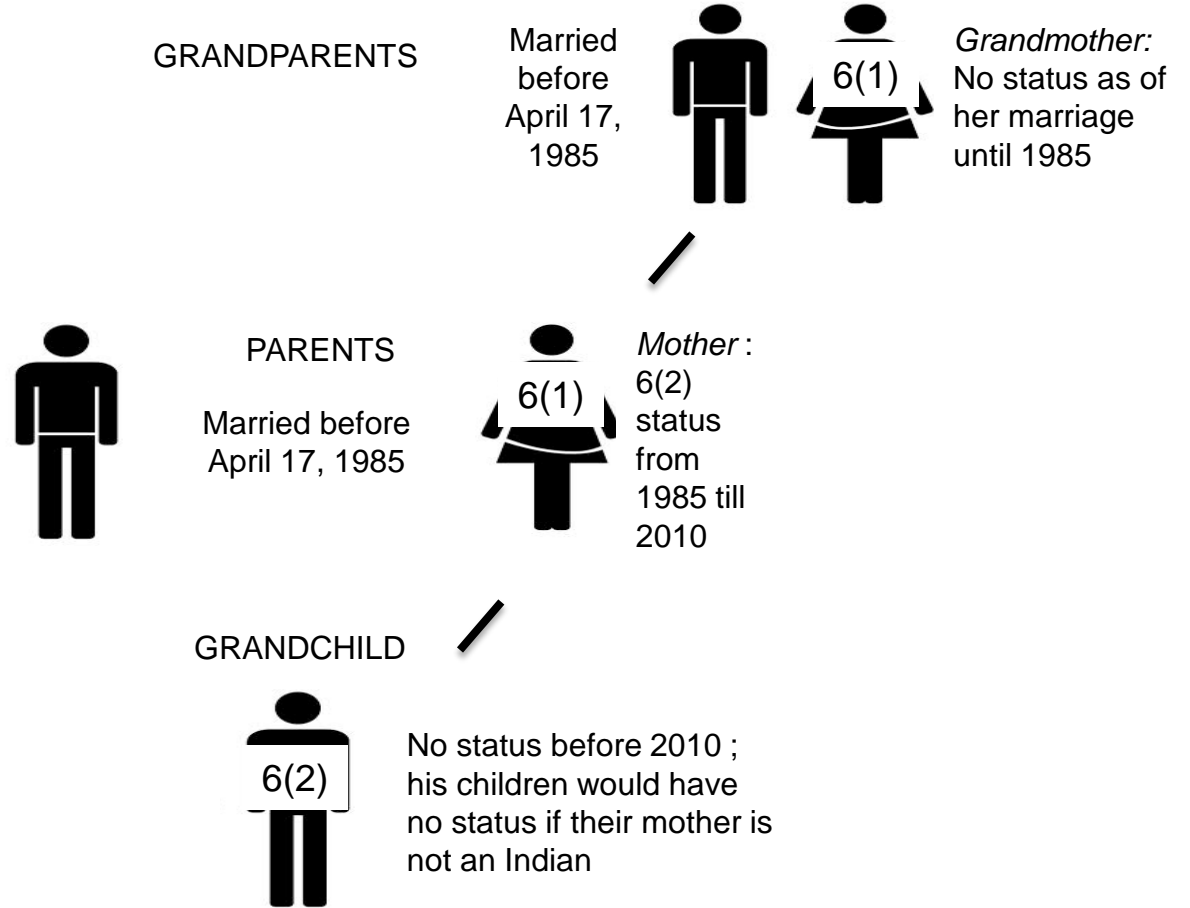 GRANDPARENTS
Married
before
April 17,
1985
6(1)
Grandmother:
No status as of
her marriage
until 1985
PARENTS
Married before
April 17, 1985
6(1)
Mother :
6(2)
status
from
1985 till
2010
GRANDCHILD
6(2)
No status before 2010 ;
his children would have
no status if their mother is
not an Indian